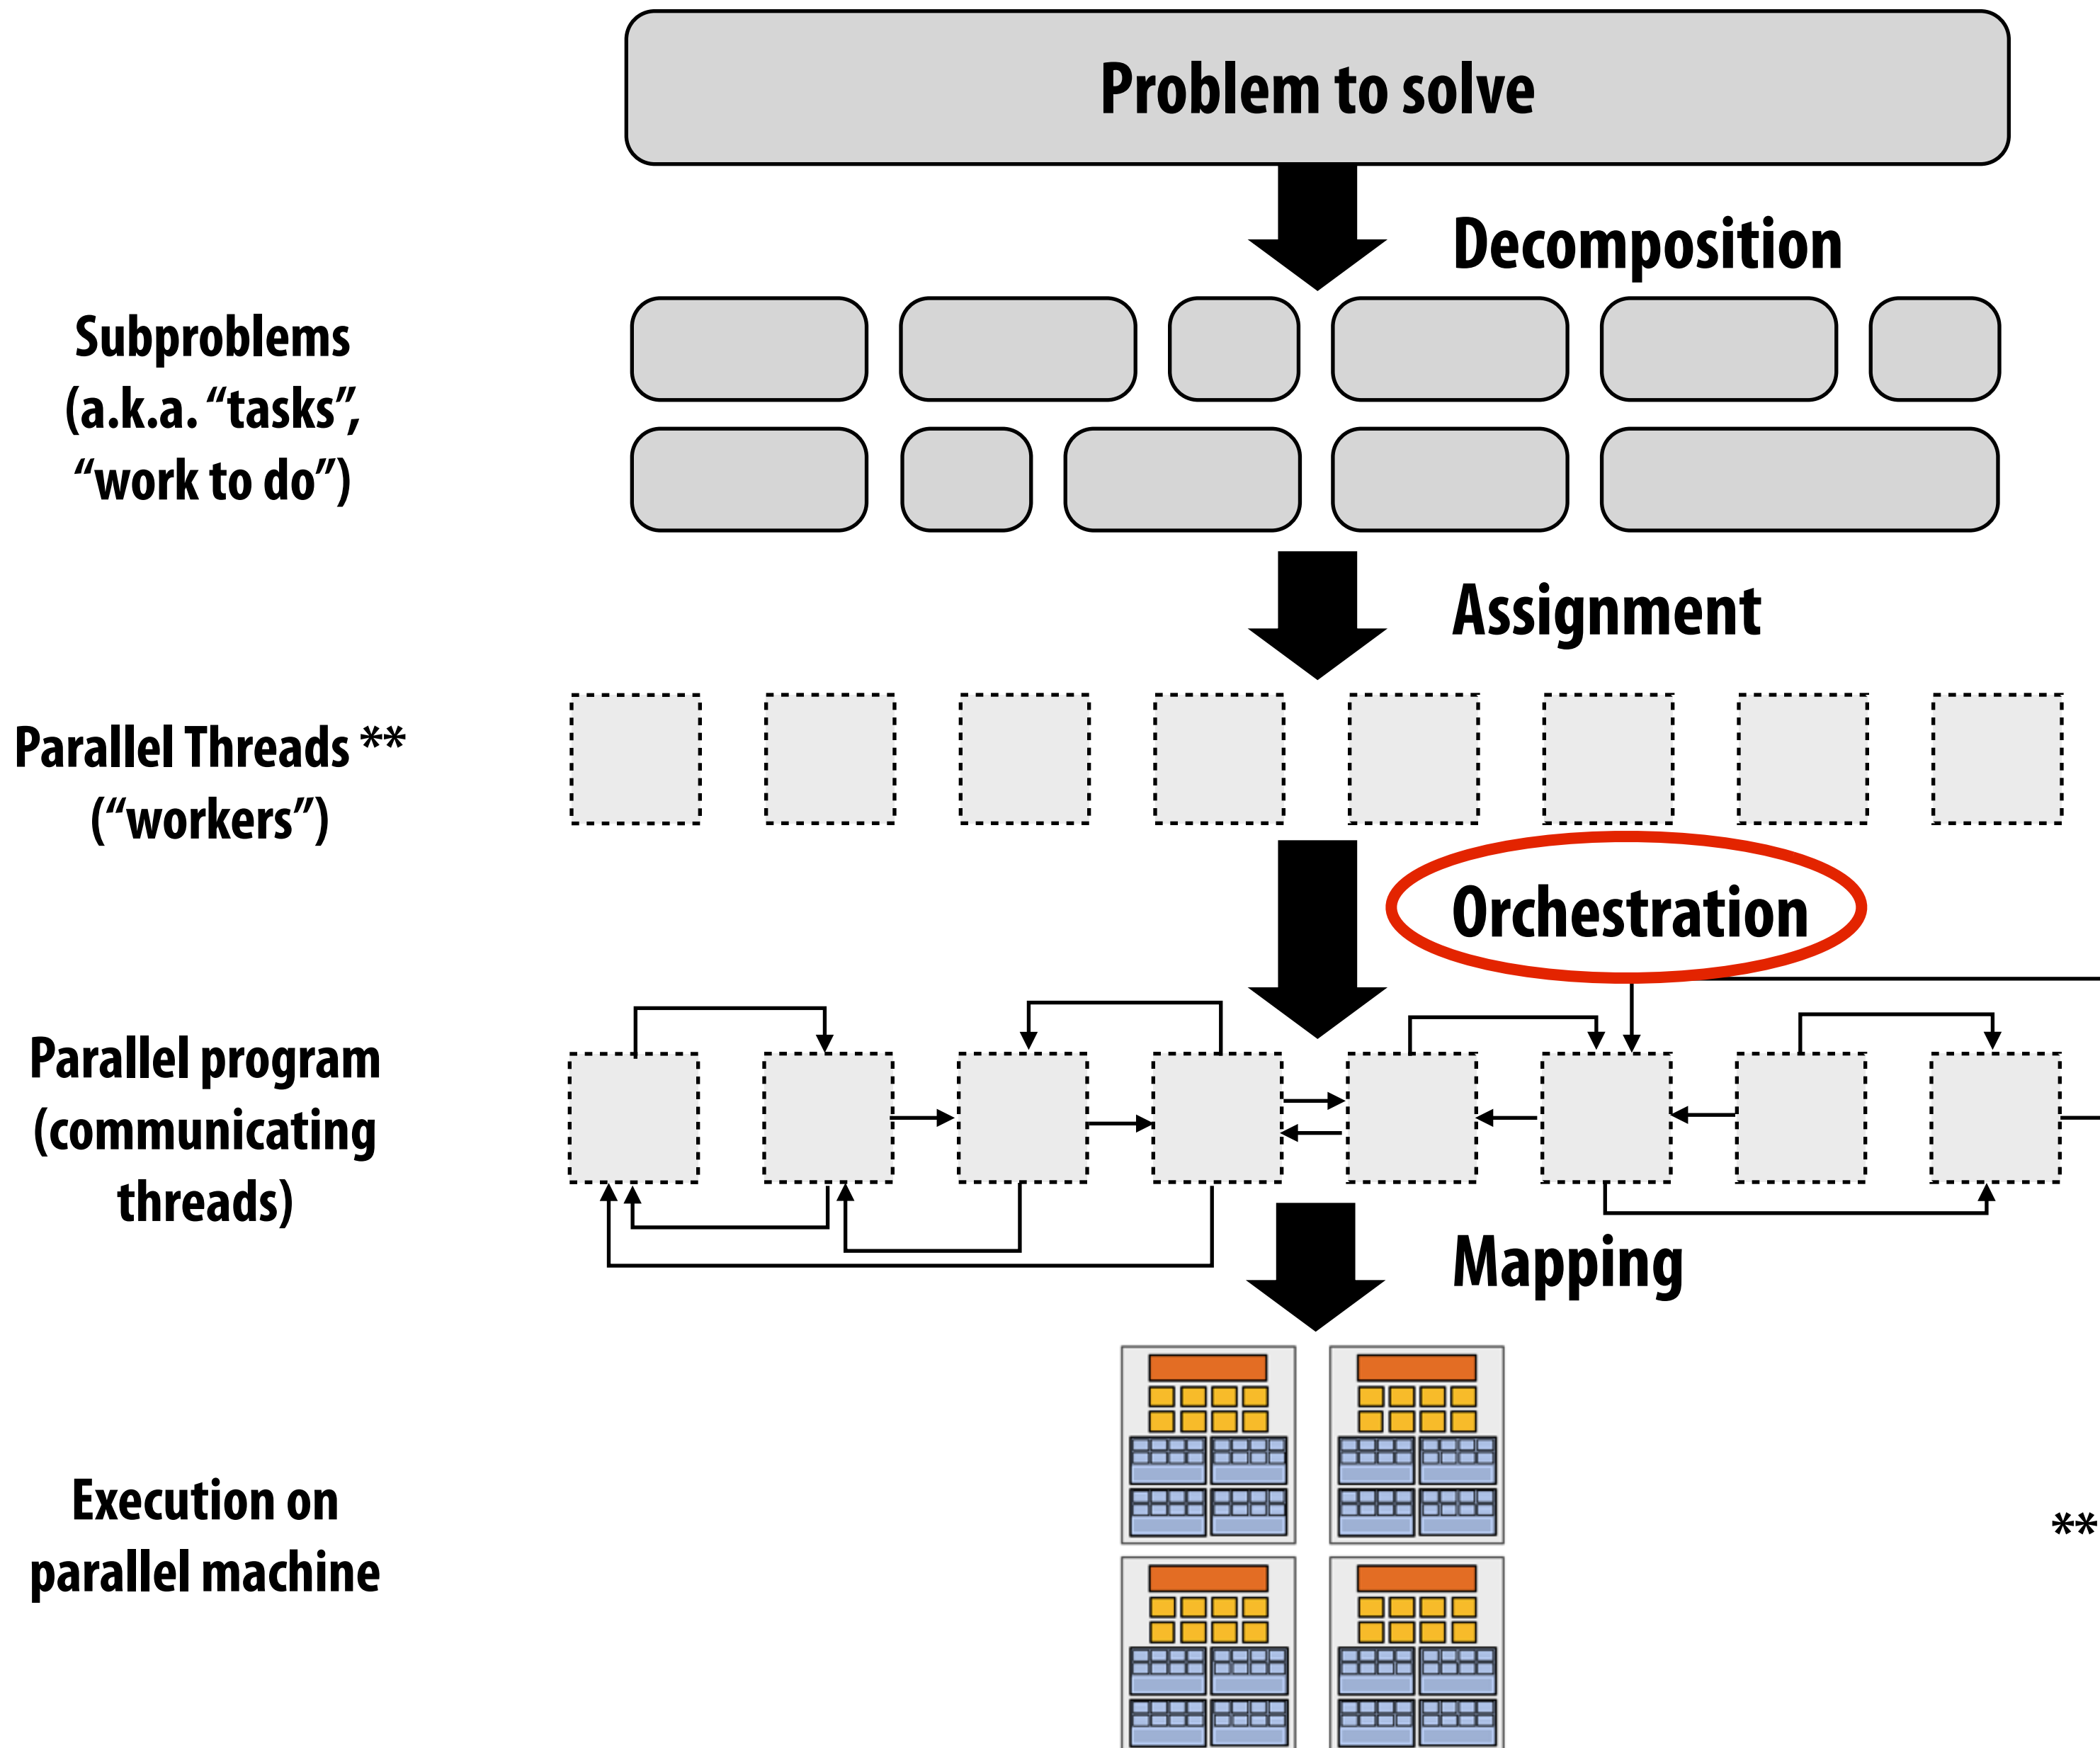 Problem to solve
Decomposition
Subproblems
(a.k.a. “tasks”,
“work to do”)
Assignment
Parallel Threads **
(“workers”)
Orchestration
Parallel program
(communicating
threads)
Mapping
Execution on
parallel machine
**